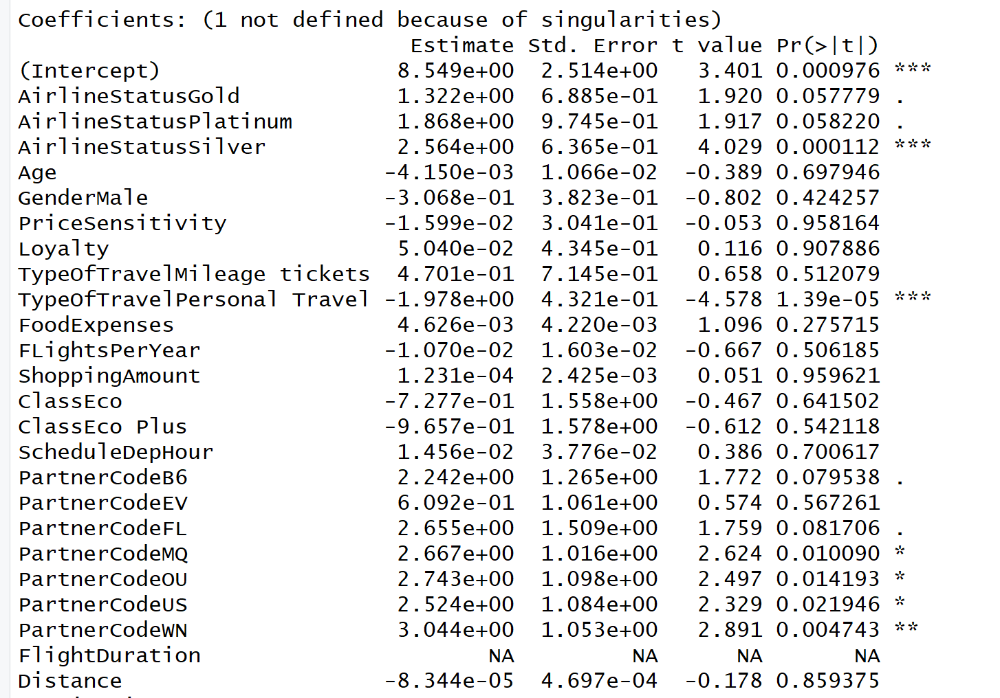 Coefficients: (1 not defined because of singularities)
Estimate Std. Error t value Pr(>|t|)
(Intercept) 8.549e+00 2.514e+00 3.401 0.000976 ***
AirlineStatusGold 1.322e+00 6.885e-01 1.920 0.057779 .
AirlineStatusPlatinum 1.868e+00 9.745e-01 1.917 0.058220 .
AirlineStatusSilver 2.564e+00 6.365e-01 4.029 0.000112 ***
Age -4.150e-03 1.066e-02 -0.389 0.697946
GenderMale -3.068e-01 3.823e-01 -0.802 0.424257
PriceSensitivity -1.599e-02 3.041e-01 -0.053 0.958164
Loyalty 5.040e-02 4.345e-01 0.116 0.907886
TypeOfTravelMileage tickets 4.701e-01 7.145e-01 0.658 0.512079
TypeOfTravelPersonal Travel -1.978e+00 4.321e-01 -4.578 1.39e-05 ***
FoodExpenses 4.626e-03 4.220e-03 1.096 0.275715
FLightsPerYear -1.070e-02 1.603e-02 -0.667 0.506185
ShoppingAmount 1.231e-04 2.425e-03 0.051 0.959621
ClassEco -7.277e-01 1.558e+00 -0.467 0.641502
ClassEco Plus -9.657e-01 1.578e+00 -0.612 0.542118
ScheduleDepHour 1.456e-02 3.776e-02 0.386 0.700617
PartnerCodeB6 2.242e+00 1.265e+00 1.772 0.079538 .
PartnerCodeEV 6.092e-01 1.061e+00 0.574 0.567261
PartnerCodeFL 2.655e+00 1.509e+00 1.759 0.081706 .
PartnerCodeMQ 2.667e+00 1.016e+00 2.624 0.010090 *
PartnerCodeOU 2.743e+00 1.098e+00 2.497 0.014193 *
PartnerCodeUS 2.524e+00 1.084e+00 2.329 0.021946 *
PartnerCodeWN 3.044e+00 1.053e+00 2.891 0.004743 **
FlightDuration NA NA NA NA
Distance -8.344e-05 4.697e-04 -0.178 0.859375